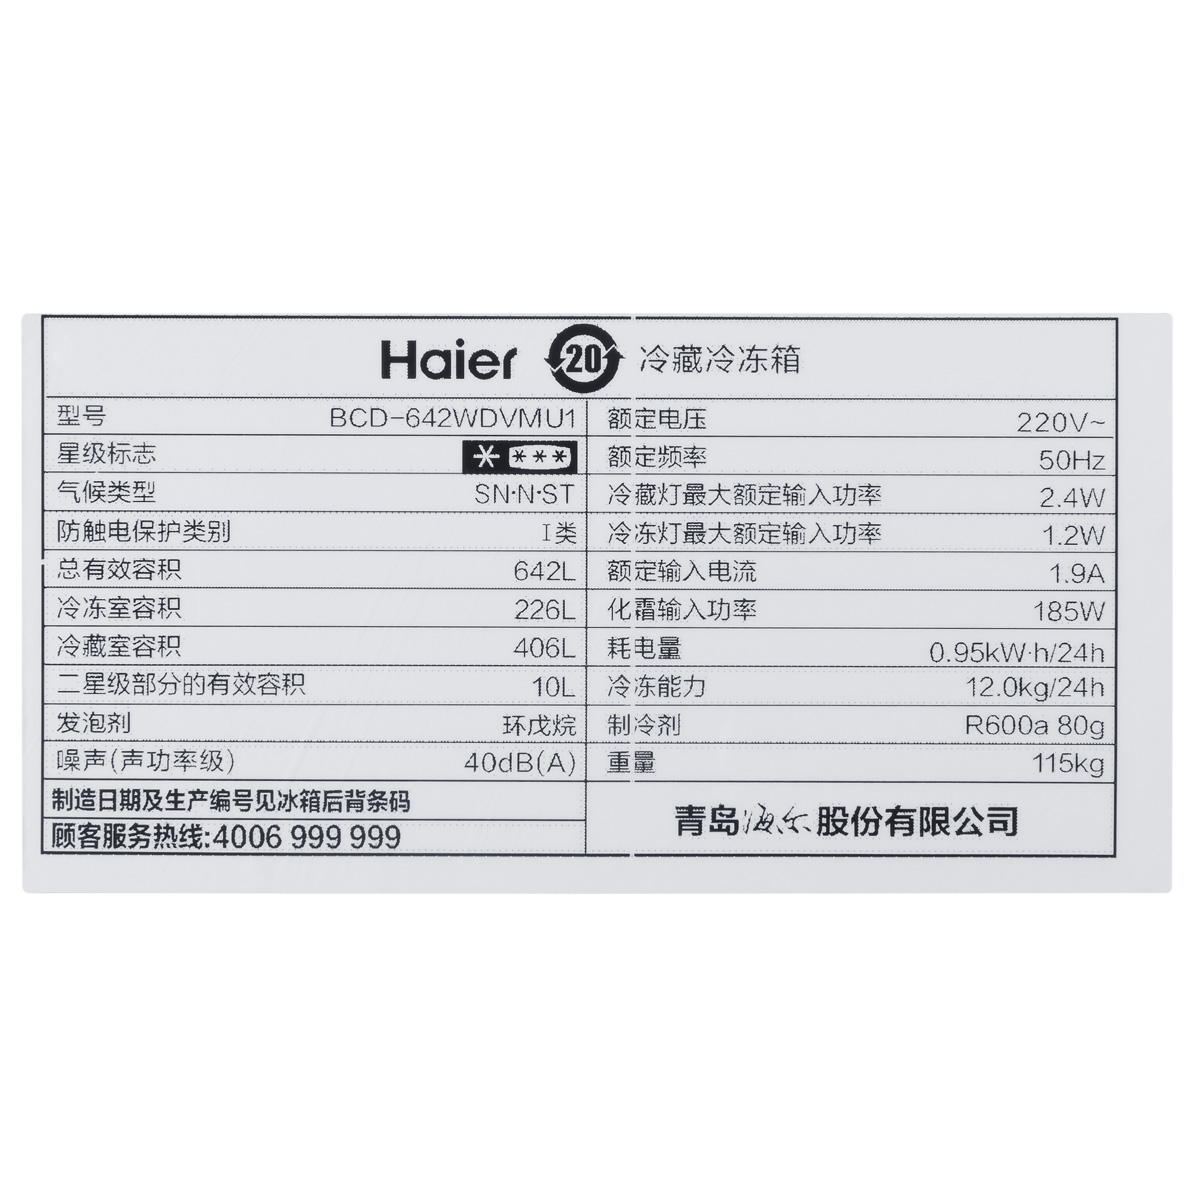 Haier 20 冷藏冷冻箱
型号 BCD-642WDVMU1
星级标志 * ***
气候类型 SN·N·ST
防触电保护类别 I类
总有效容积 642L
冷冻室容积 226L
冷藏室容积 406L
二星级部分的有效容积 10L
发泡剂 环戊烷
噪声(声功率级) 40dB(A)
制造日期及生产编号见冰箱后背条码
顾客服务热线:4006 999 999
额定电压 220V~
额定频率 50Hz
冷藏灯最大额定输入功率 2.4W
冷冻灯最大额定输入功率 1.2W
额定输入电流 1.9A
化霜输入功率 185W
耗电量 0.95kW·h/24h
冷冻能力 12.0kg/24h
制冷剂 R600a 80g
重量 115kg
青岛海尔股份有限公司